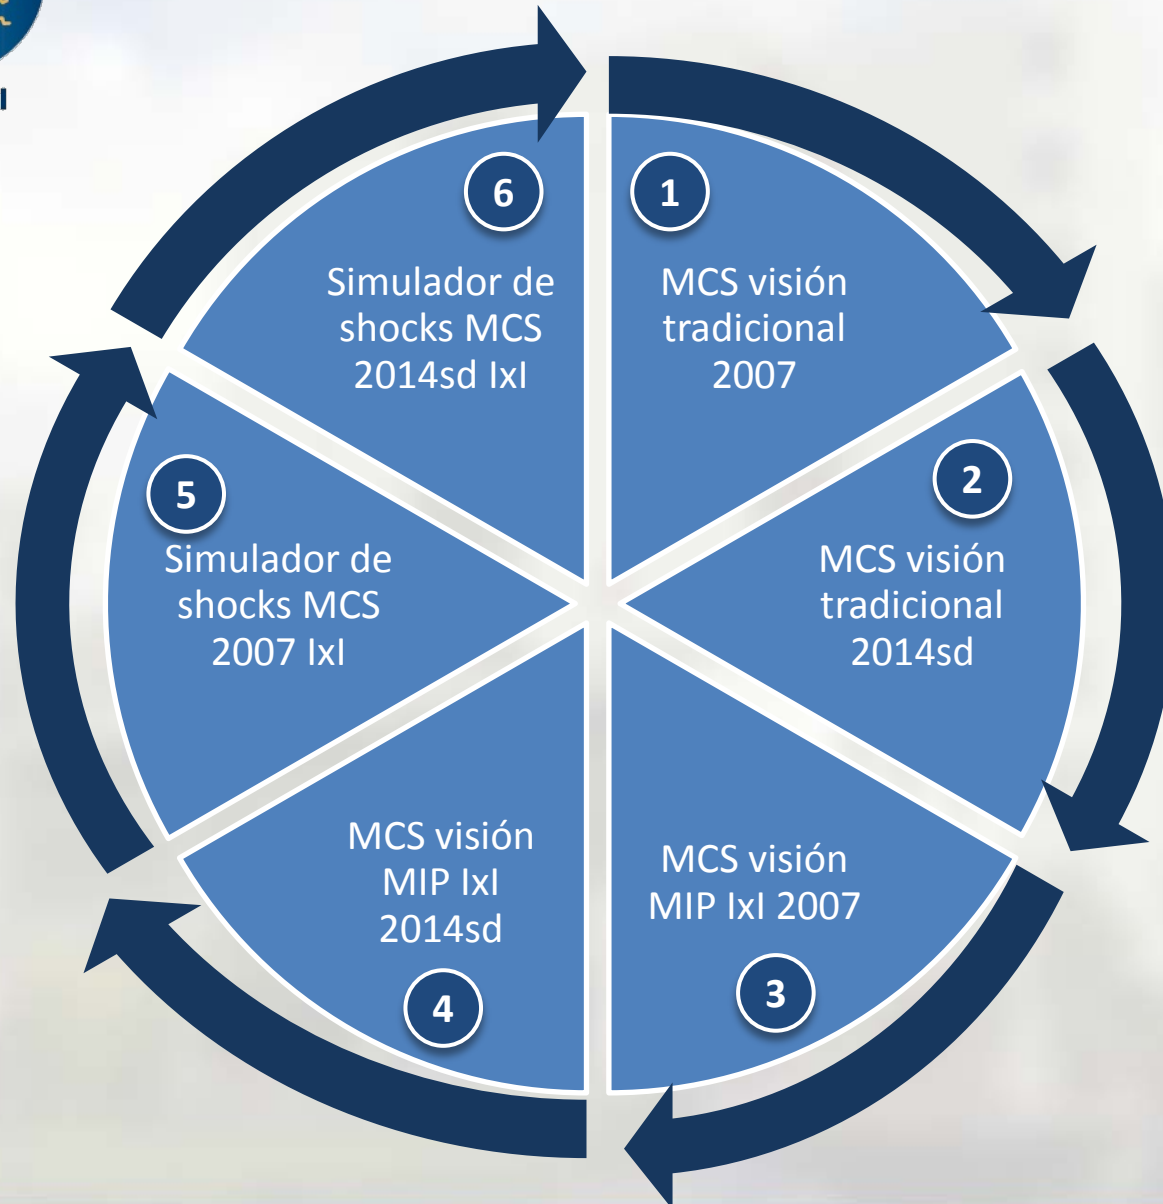 1
MCS visión
tradicional
2007
2
MCS visión
tradicional
2014sd
MCS visión
MIP IxI 2007
3
MCS visión
MIP IxI
2014sd
4
5
Simulador de
shocks MCS
2007 IxI
6
Simulador de
shocks MCS
2014sd IxI